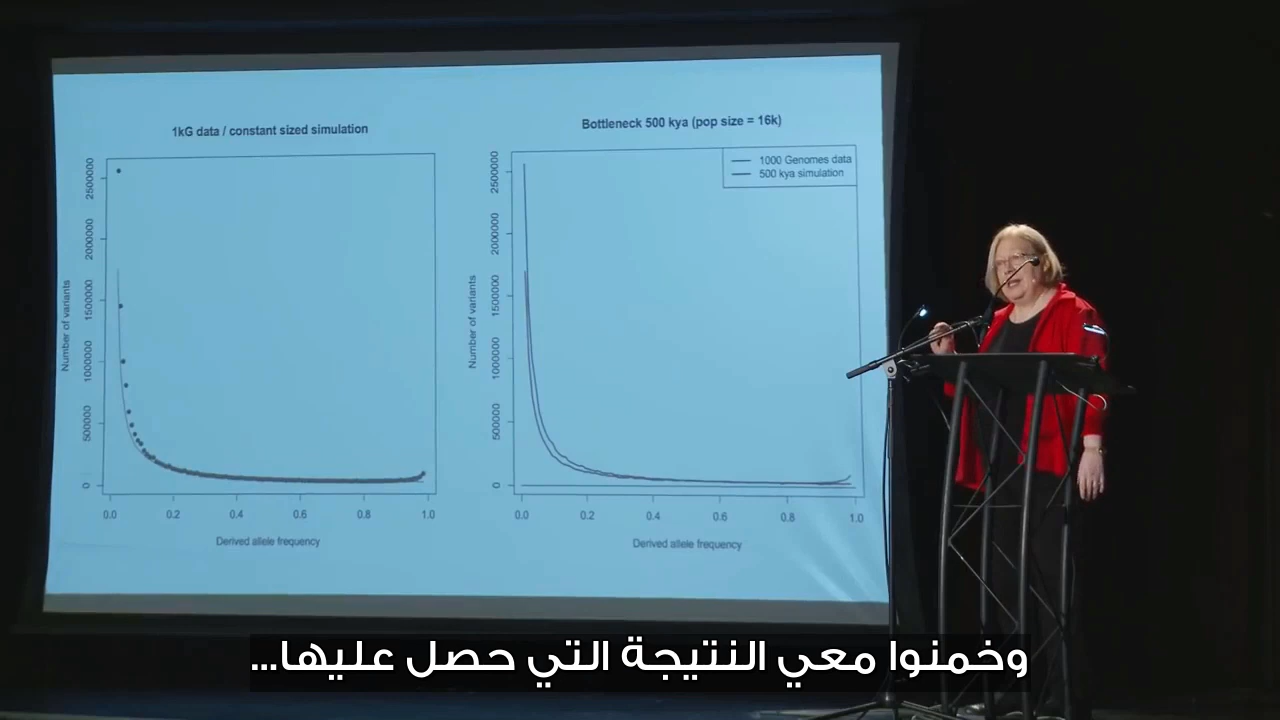 1kG data / constant sized simulation
Number of variants
2500000
2000000
1500000
1000000
500000
0
0.0 0.2 0.4 0.6 0.8 1.0
Derived allele frequency
Bottleneck 500 kya (pop size = 16k)
1000 Genomes data
500 kya simulation
Number of variants
2500000
2000000
1500000
1000000
500000
0
0.0 0.2 0.4 0.6 0.8 1.0
Derived allele frequency
وخمنوا معي النتيجة التي حصل عليها...